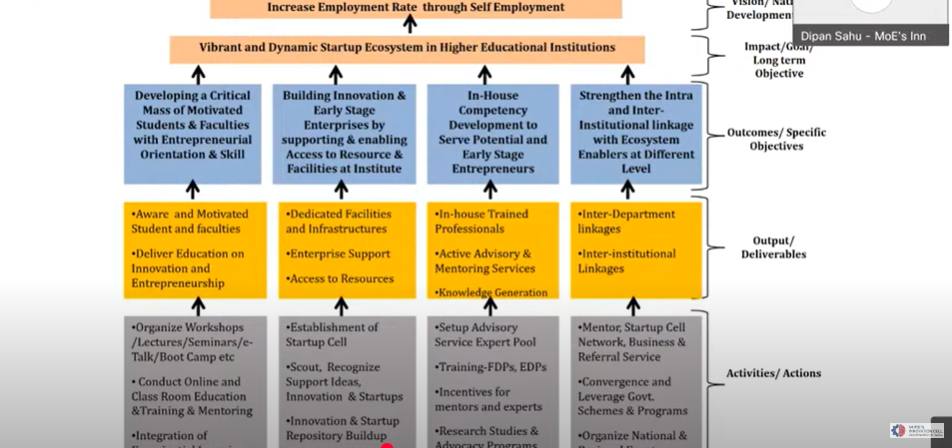 Increase Employment Rate through Self Employment
Vision/
Developmen
Dipan Sahu - MoE's Inn
Vibrant and Dynamic Startup Ecosystem in Higher Educational Institutions
Impact/Goal/
Long term
Objective
Developing a Critical
Mass of Motivated
Students & Faculties
with Entrepreneurial
Orientation & Skill
Building Innovation &
Early Stage
Enterprises by
supporting & enabling
Access to Resource &
Facilities at Institute
In-House
Competency
Development to
Serve Potential and
Early Stage
Entrepreneurs
Strengthen the Intra
and Inter-
Institutional linkage
with Ecosystem
Enablers at Different
Level
Outcomes/ Specific
Objectives
•Aware and Motivated
Student and faculties
•Deliver Education on
Innovation and
Entrepreneurship
•Dedicated Facilities
and Infrastructures
•Enterprise Support
•Access to Resources
•In-house Trained
Professionals
•Active Advisory &
Mentoring Services
•Knowledge Generation
•Inter-Department
linkages
•Inter-institutional
Linkages
Output/
Deliverables
•Organize Workshops
/Lectures/Seminars/e-
Talk/Boot Camp etc
• Conduct Online and
Class Room Education
&Training & Mentoring
•Integration of
•Establishment of
Startup Cell
•Scout, Recognize
Support Ideas,
Innovation & Startups
•Innovation & Startup
Repository Buildup
•Setup Advisory
Service Expert Pool
•Training-FDPs, EDPs
•Incentives for
mentors and experts
•Research Studies &
Advocacy Programs
•Mentor, Startup Cell
Network, Business &
Referral Service
•Convergence and
Leverage Govt.
Schemes & Programs
•Organize National &
Activities/ Actions